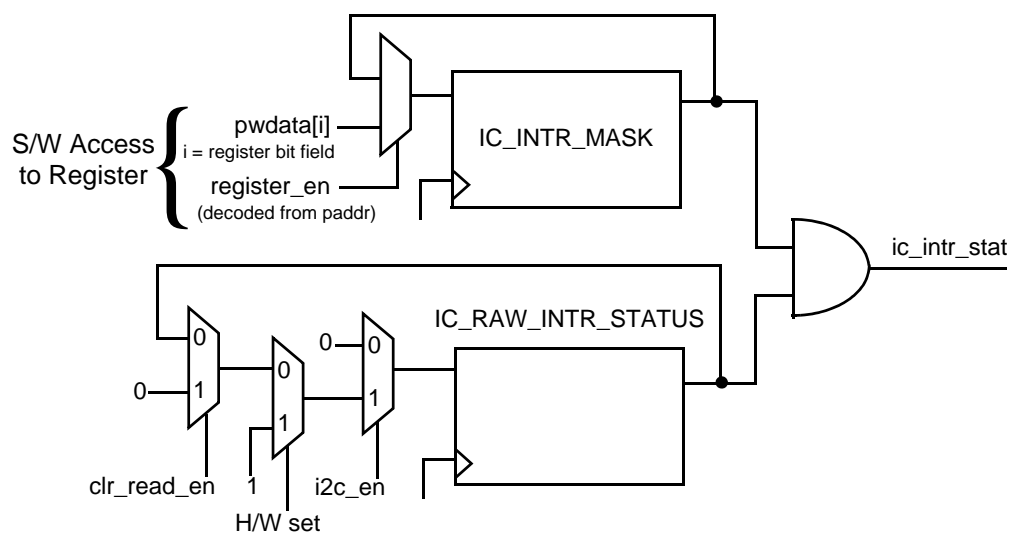 S/W Access
to Register
pwdata[i]
i = register bit field
register_en
(decoded from paddr)
IC_INTR_MASK
ic_intr_stat
IC_RAW_INTR_STATUS
0
1
0
0
1
0
0
1
clr_read_en
1
i2c_en
H/W set